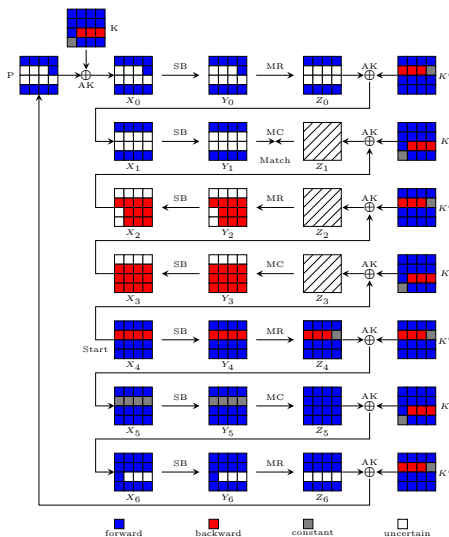 K
P
AK
SB
MR
AK
K'
X0
Y0
Z0
SB
MC
AK
K
Match
X1
Y1
Z1
SB
MR
AK
K'
X2
Y2
Z2
SB
MC
AK
K
X3
Y3
Z3
Start
SB
MR
AK
K'
X4
Y4
Z4
SB
MC
AK
K
X5
Y5
Z5
SB
MR
AK
K'
X6
Y6
Z6
forward backward constant uncertain